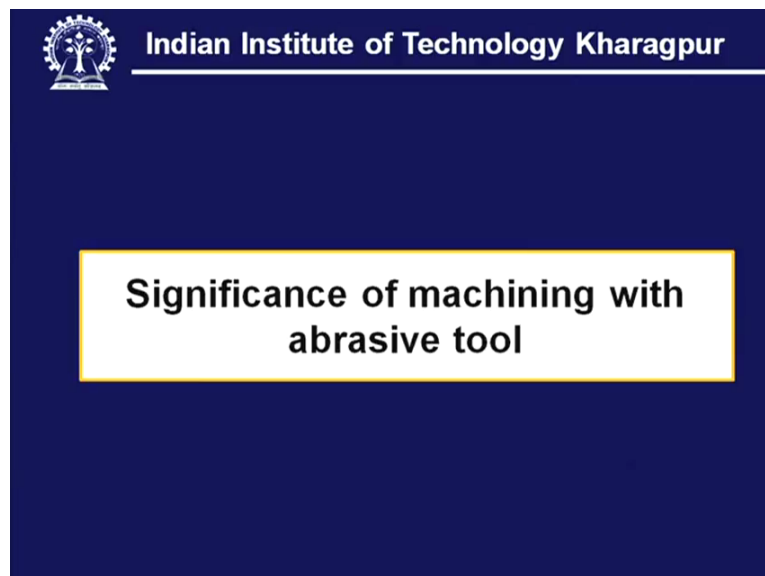 Indian Institute of Technology Kharagpur
Significance of machining with
abrasive tool